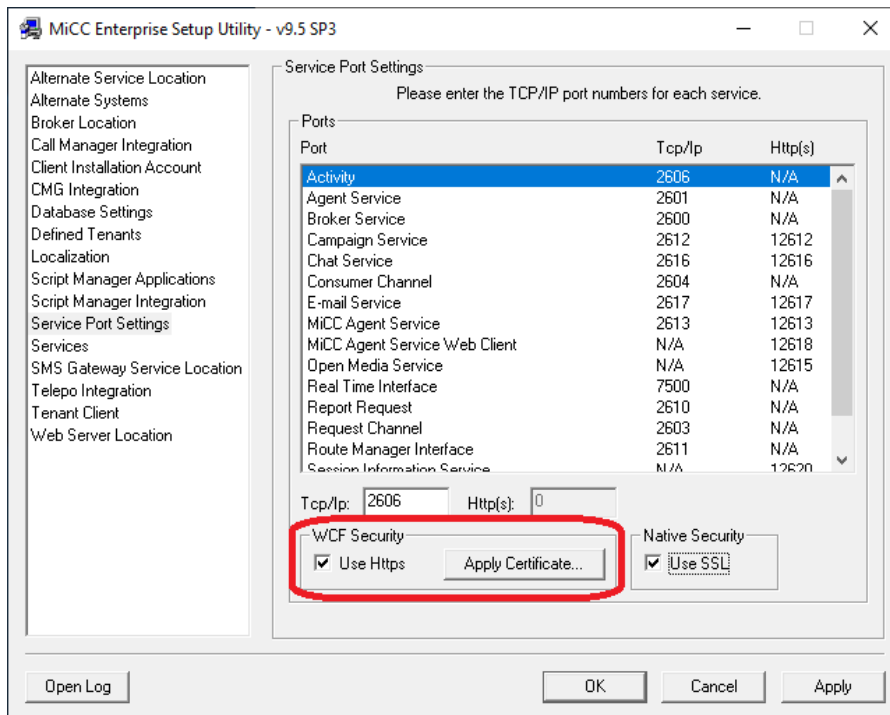 MiCC Enterprise Setup Utility - v9.5 SP3
Alternate Service Location
Alternate Systems
Broker Location
Call Manager Integration
Client Installation Account
CMG Integration
Database Settings
Defined Tenants
Localization
Script Manager Applications
Script Manager Integration
Service Port Settings
Services
SMS Gateway Service Location
Telepo Integration
Tenant Client
Web Server Location
Service Port Settings
Please enter the TCP/IP port numbers for each service.
Ports
Port Tcp/Ip Http(s)
Activity 2606 N/A
Agent Service 2601 N/A
Broker Service 2600 N/A
Campaign Service 2612 12612
Chat Service 2616 12616
Consumer Channel 2604 N/A
E-mail Service 2617 12617
MiCC Agent Service 2613 12613
MiCC Agent Service Web Client N/A 12618
Open Media Service N/A 12615
Real Time Interface 7500 N/A
Report Request 2610 N/A
Request Channel 2603 N/A
Route Manager Interface 2611 N/A
Session Information Service N/A 12620
Tcp/Ip: 2606 Http(s): 0
WCF Security Native Security
Use Https Apply Certificate... Use SSL
Open Log OK Cancel Apply